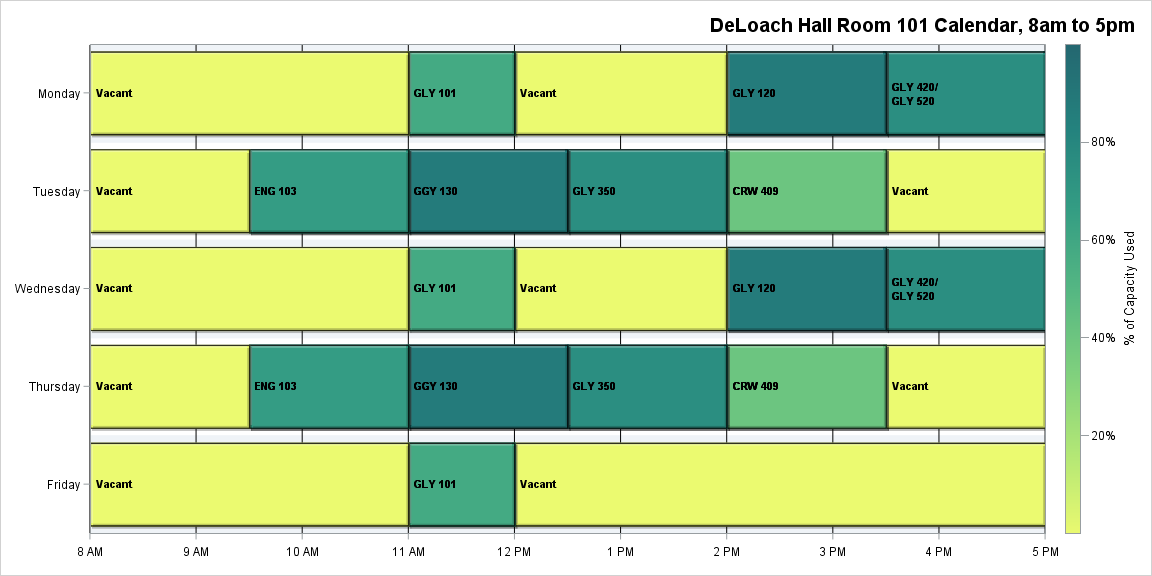 DeLoach Hall Room 101 Calendar, 8am to 5pm
Monday
Vacant
GLY 101
Vacant
GLY 120
GLY 420/
GLY 520
Tuesday
Vacant
ENG 103
GGY 130
GLY 350
CRW 409
Vacant
Wednesday
Vacant
GLY 101
Vacant
GLY 120
GLY 420/
GLY 520
Thursday
Vacant
ENG 103
GGY 130
GLY 350
CRW 409
Vacant
Friday
Vacant
GLY 101
Vacant
8 AM
9 AM
10 AM
11 AM
12 PM
1 PM
2 PM
3 PM
4 PM
5 PM
80%
60%
40%
20%
% of Capacity Used